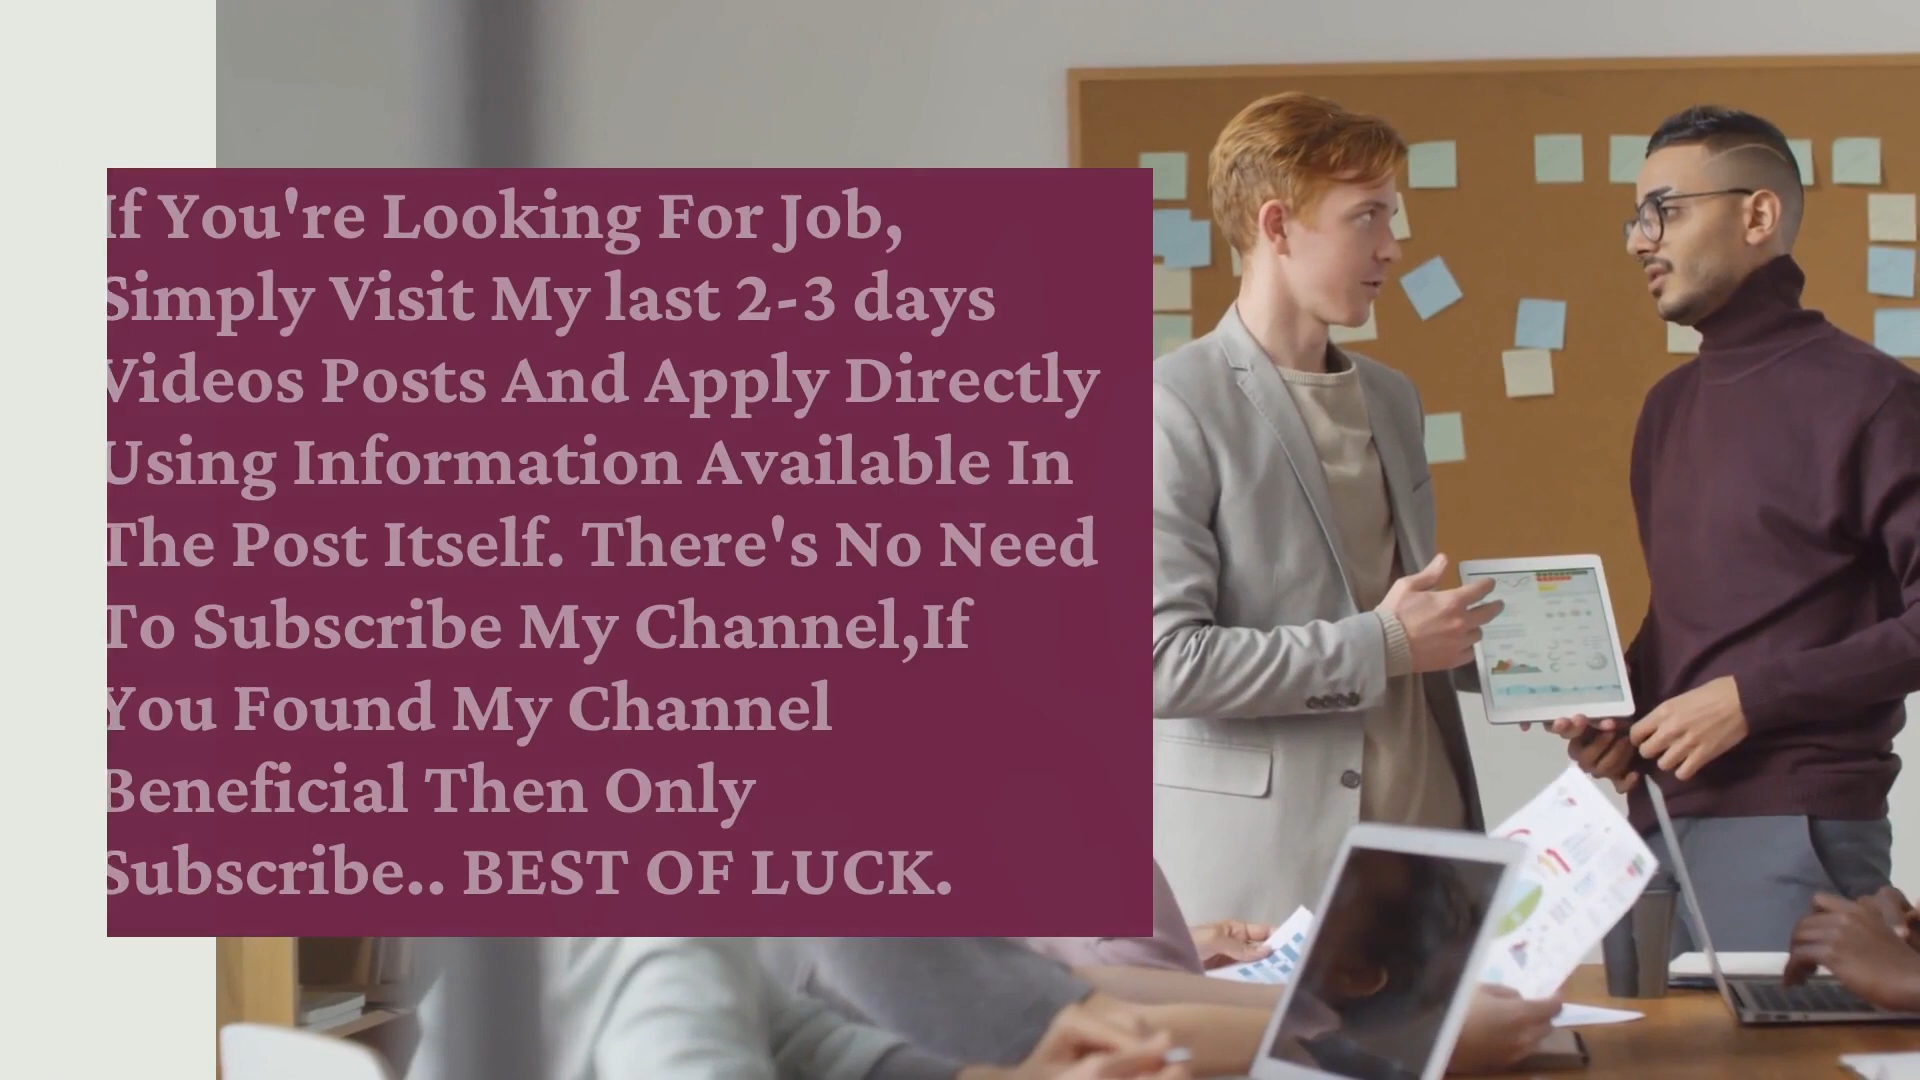 If You're Looking For Job,
Simply Visit My last 2-3 days
Videos Posts And Apply Directly
Using Information Available In
The Post Itself. There's No Need
To Subscribe My Channel,If
You Found My Channel
Beneficial Then Only
Subscribe.. BEST OF LUCK.